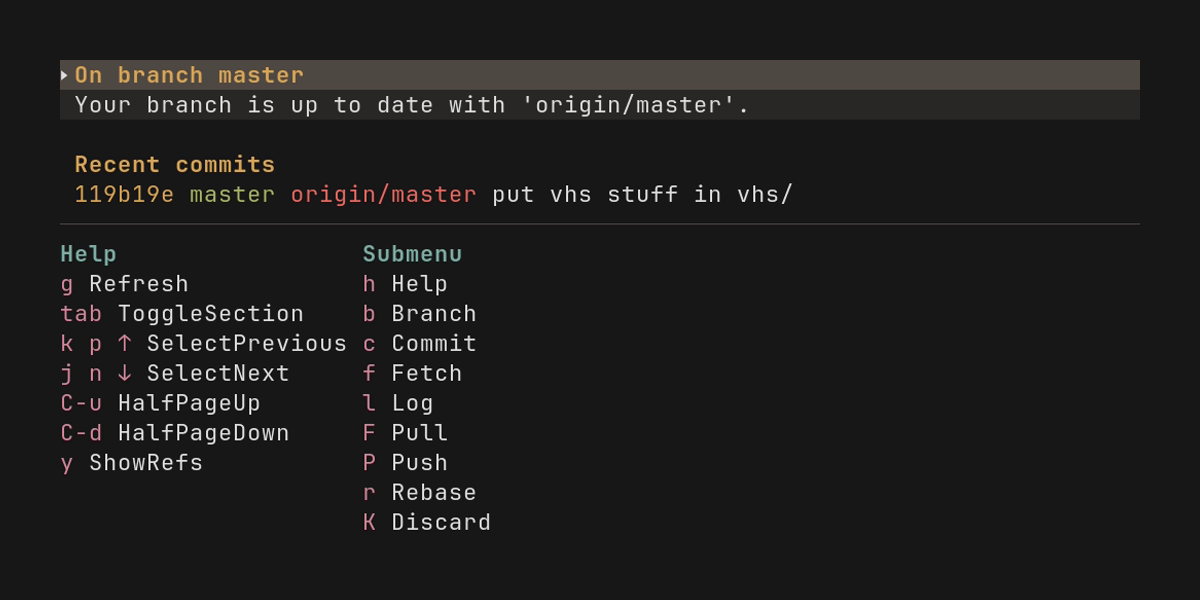 On branch master
Your branch is up to date with 'origin/master'.
Recent commits
119b19e master origin/master put vhs stuff in vhs/
Help
g Refresh
tab ToggleSection
k p ↑ SelectPrevious
j n ↓ SelectNext
C-u HalfPageUp
C-d HalfPageDown
y ShowRefs
Submenu
h Help
b Branch
c Commit
f Fetch
l Log
F Pull
P Push
r Rebase
K Discard